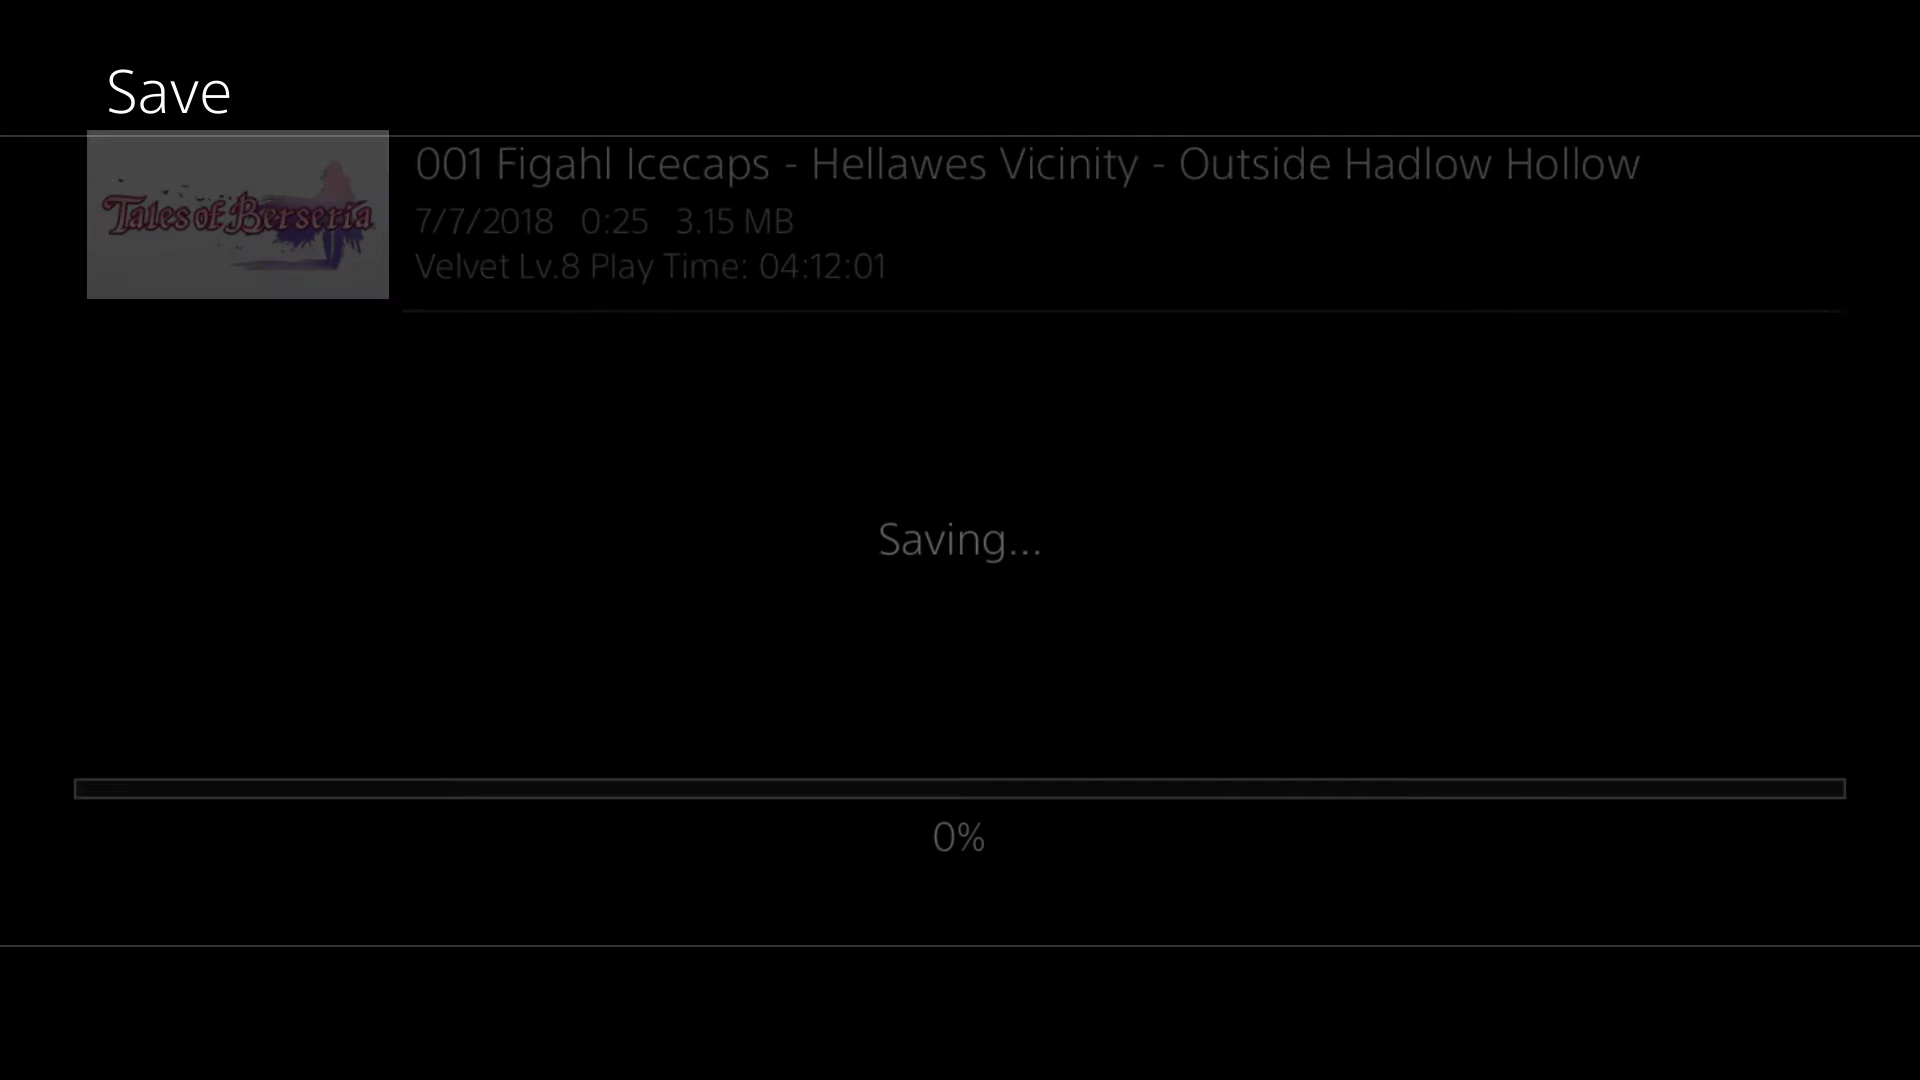 Save
Tales of Berseria
001 Figahl Icecaps - Hellawes Vicinity - Outside Hadlow Hollow
7/7/2018 0:25 3.15 MB
Velvet Lv.8 Play Time: 04:12:01
Saving...
0%